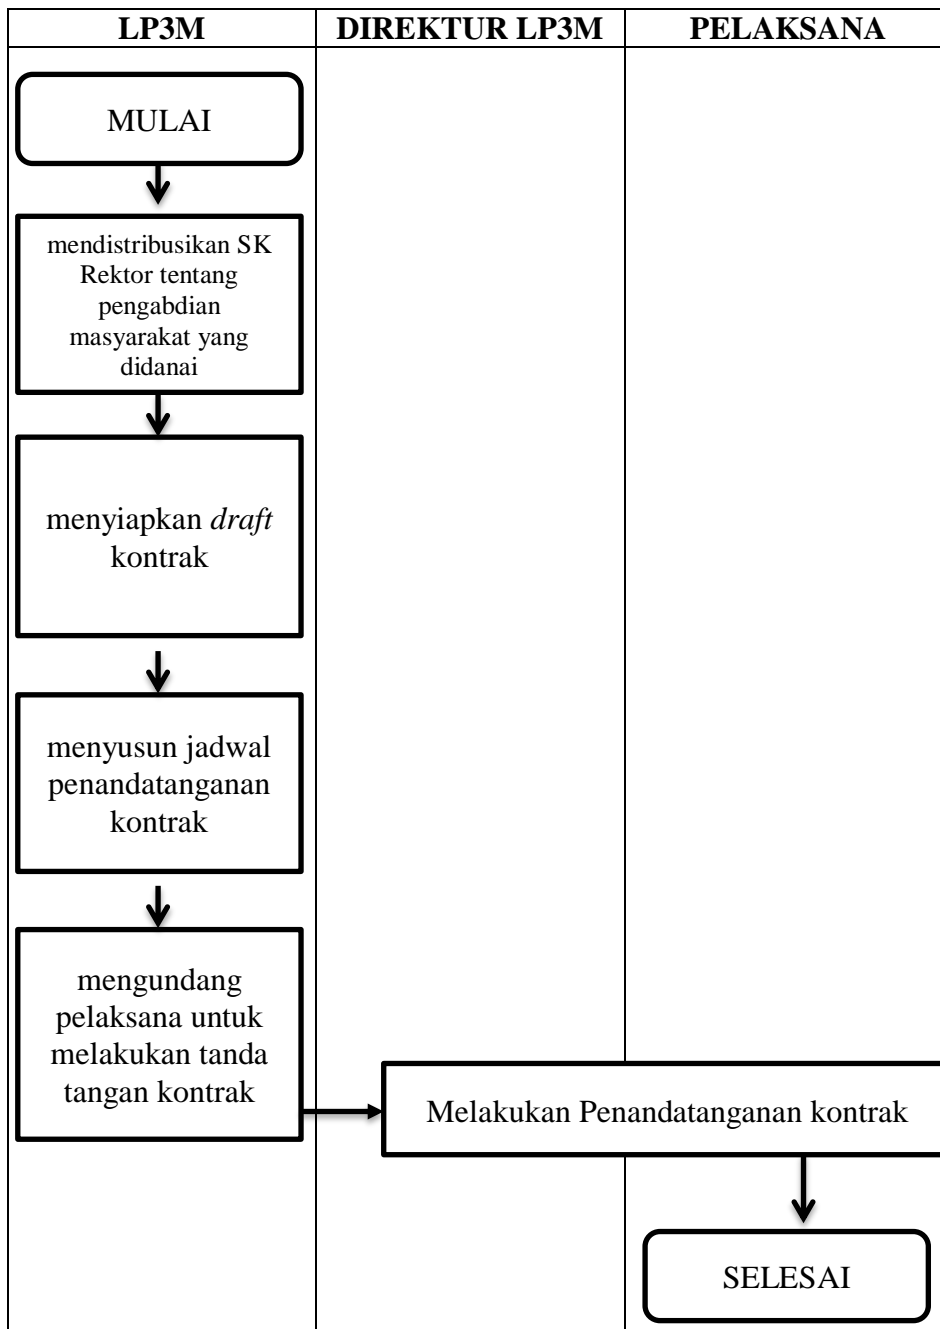 LP3M DIREKTUR LP3M PELAKSANA
MULAI
mendistribusikan SK
Rektor tentang
pengabdian
masyarakat yang
didanai
menyiapkan draft
kontrak
menyusun jadwal
penandatanganan
kontrak
mengundang
pelaksana untuk
melakukan tanda
tangan kontrak
Melakukan Penandatanganan kontrak
SELESAI